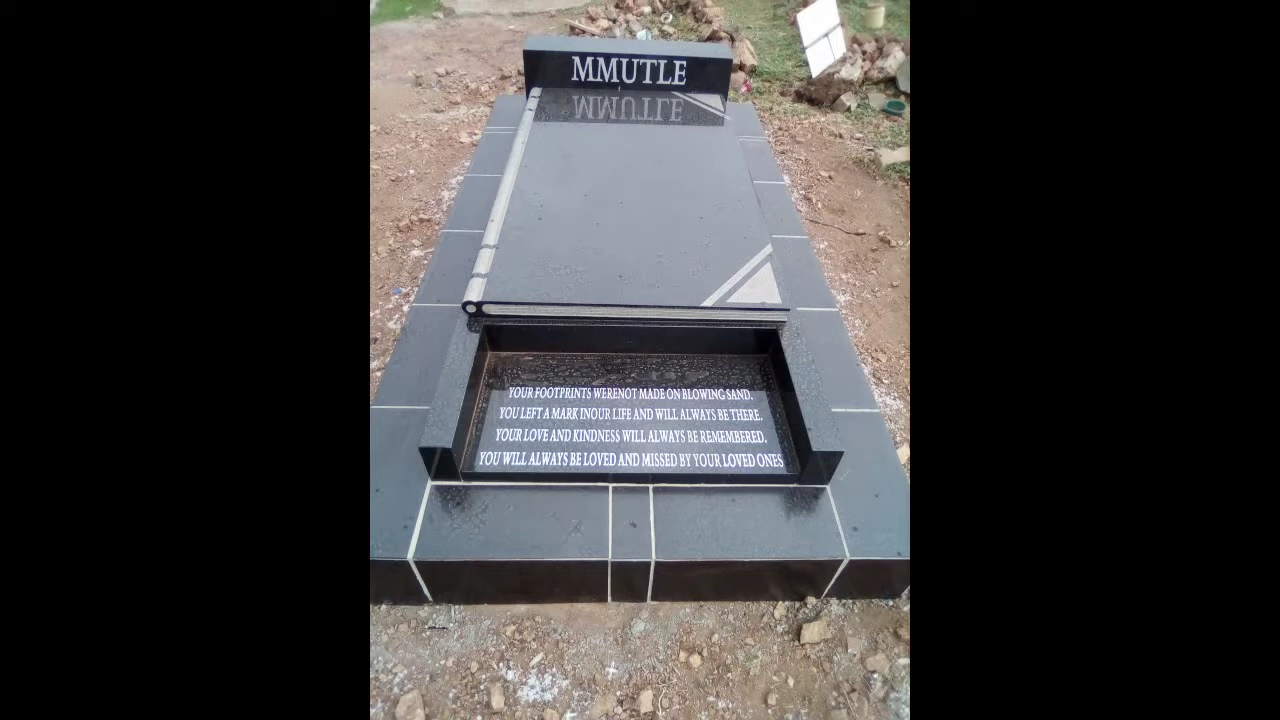 MMUTLE
YOUR FOOTPRINTS WERENOT MADE ON BLOWING SAND.
YOU LEFT A MARK INOUR LIFE AND WILL ALWAYS BE THERE.
YOUR LOVE AND KINDNESS WILL ALWAYS BE REMEMBERED.
YOU WILL ALWAYS BE LOVED AND MISSED BY YOUR LOVED ONES